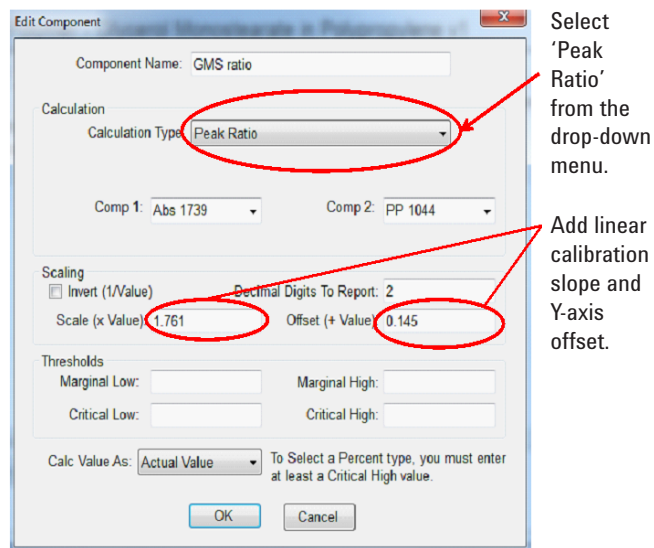 Edit Component
Component Name: GMS ratio
Calculation
Calculation Type Peak Ratio
Comp 1: Abs 1739 Comp 2: PP 1044
Scaling
Invert (1/Value) Decimal Digits To Report: 2
Scale (x Value) 1.761 Offset (+ Value) 0.145
Thresholds
Marginal Low: Marginal High:
Critical Low: Critical High:
Calc Value As: Actual Value To Select a Percent type, you must enter
at least a Critical High value.
OK Cancel
Select
‘Peak
Ratio’
from the
drop-down
menu.
Add linear
calibration
slope and
Y-axis
offset.